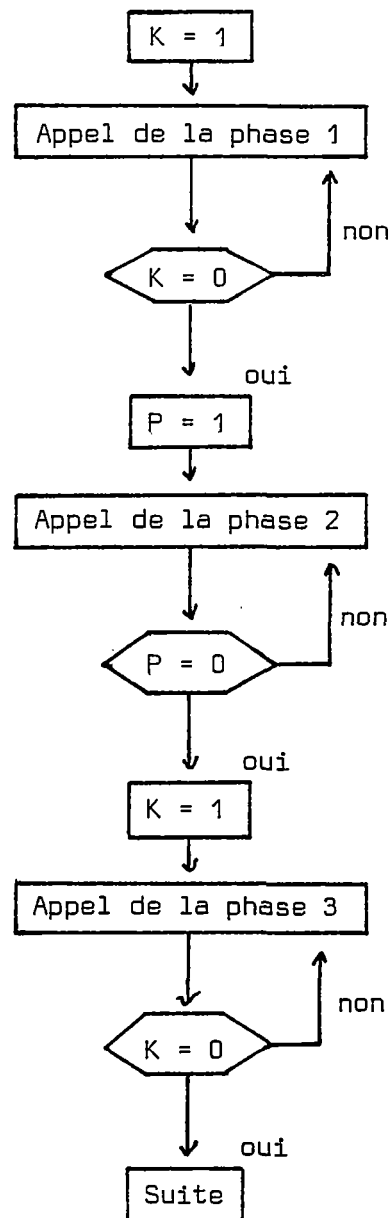 K = 1
Appel de la phase 1
non
K = 0
oui
P = 1
Appel de la phase 2
non
P = 0
oui
K = 1
Appel de la phase 3
non
K = 0
oui
Suite